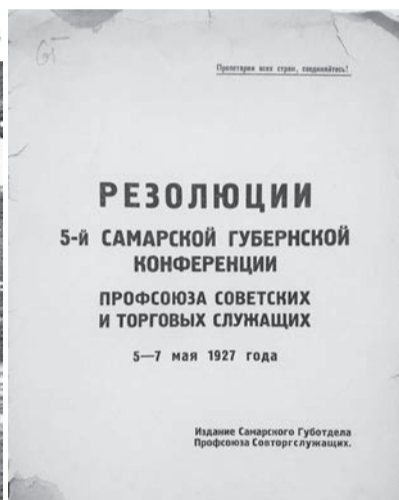 Пролетарии всех стран, соединяйтесь!
РЕЗОЛЮЦИИ
5-й САМАРСКОЙ ГУБЕРНСКОЙ
КОНФЕРЕНЦИИ
ПРОФСОЮЗА СОВЕТСКИХ
И ТОРГОВЫХ СЛУЖАЩИХ
5—7 мая 1927 года
Издание Самарского Губотдела
Профсоюза Совторгслужащих.